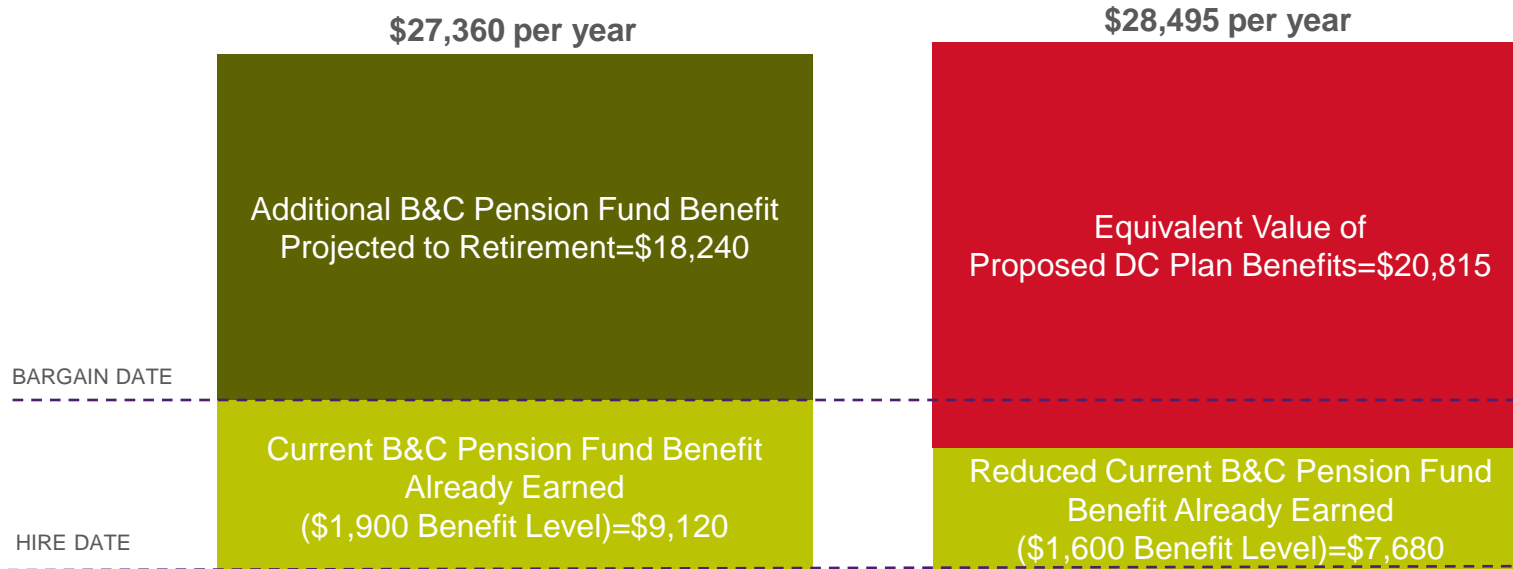 $27,360 per year
$28,495 per year
Additional B&C Pension Fund Benefit
Projected to Retirement=$18,240
Equivalent Value of
Proposed DC Plan Benefits=$20,815
BARGAIN DATE
Current B&C Pension Fund Benefit
Already Earned
($1,900 Benefit Level)=$9,120
Reduced Current B&C Pension Fund
Benefit Already Earned
($1,600 Benefit Level)=$7,680
HIRE DATE